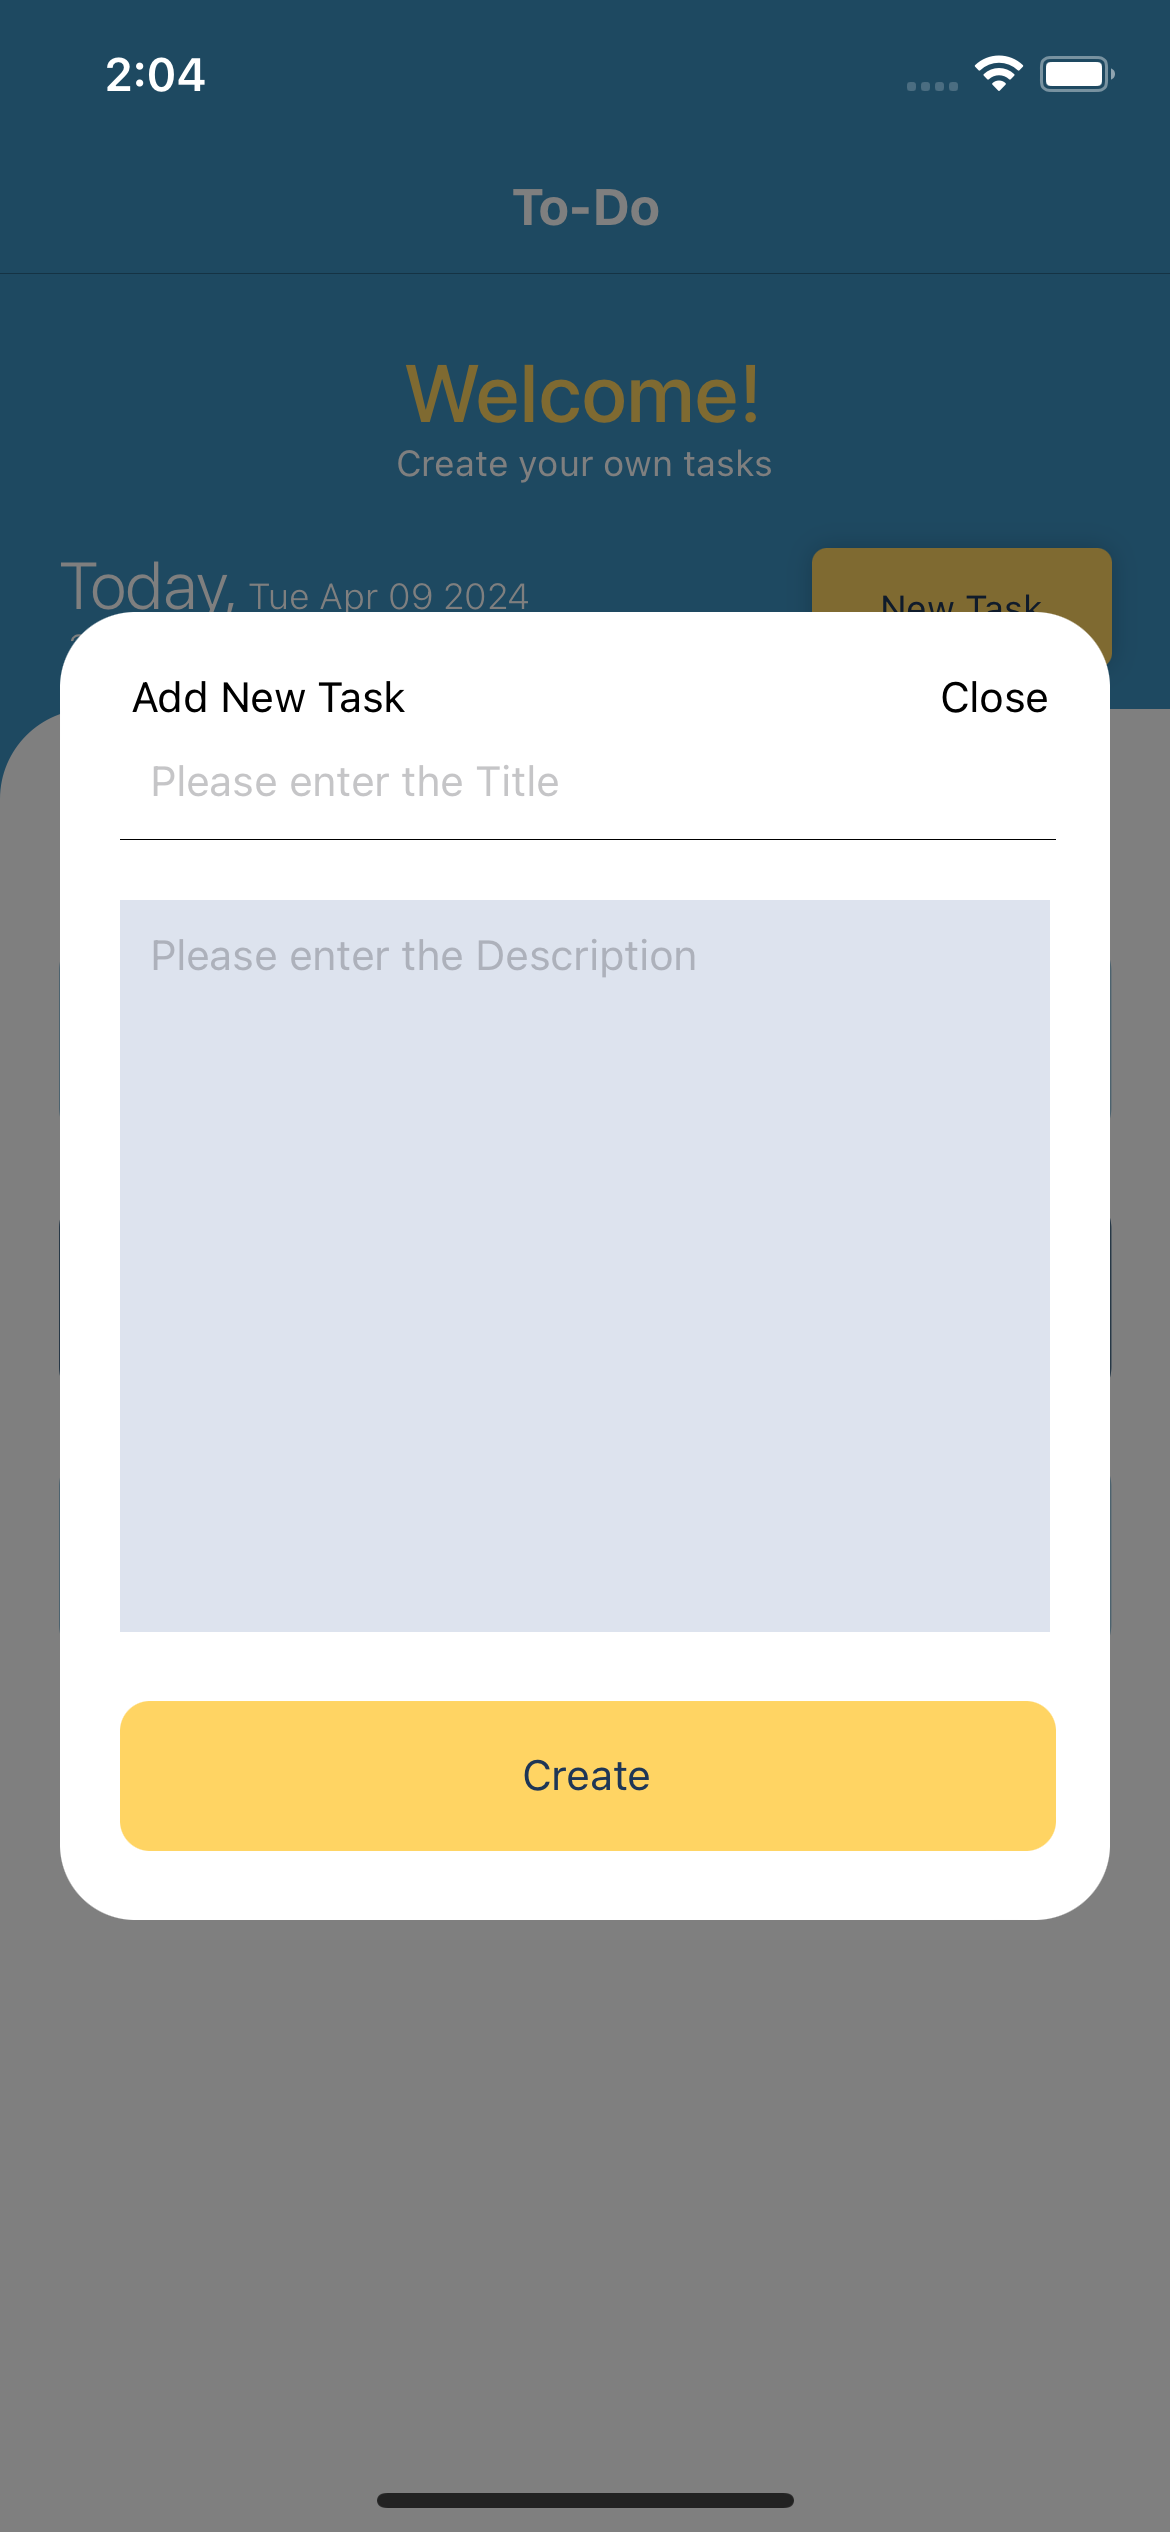 2:04
To-Do
Welcome!
Create your own tasks
Today, Tue Apr 09 2024
New Task
Add New Task
Close
Please enter the Title
Please enter the Description
Create